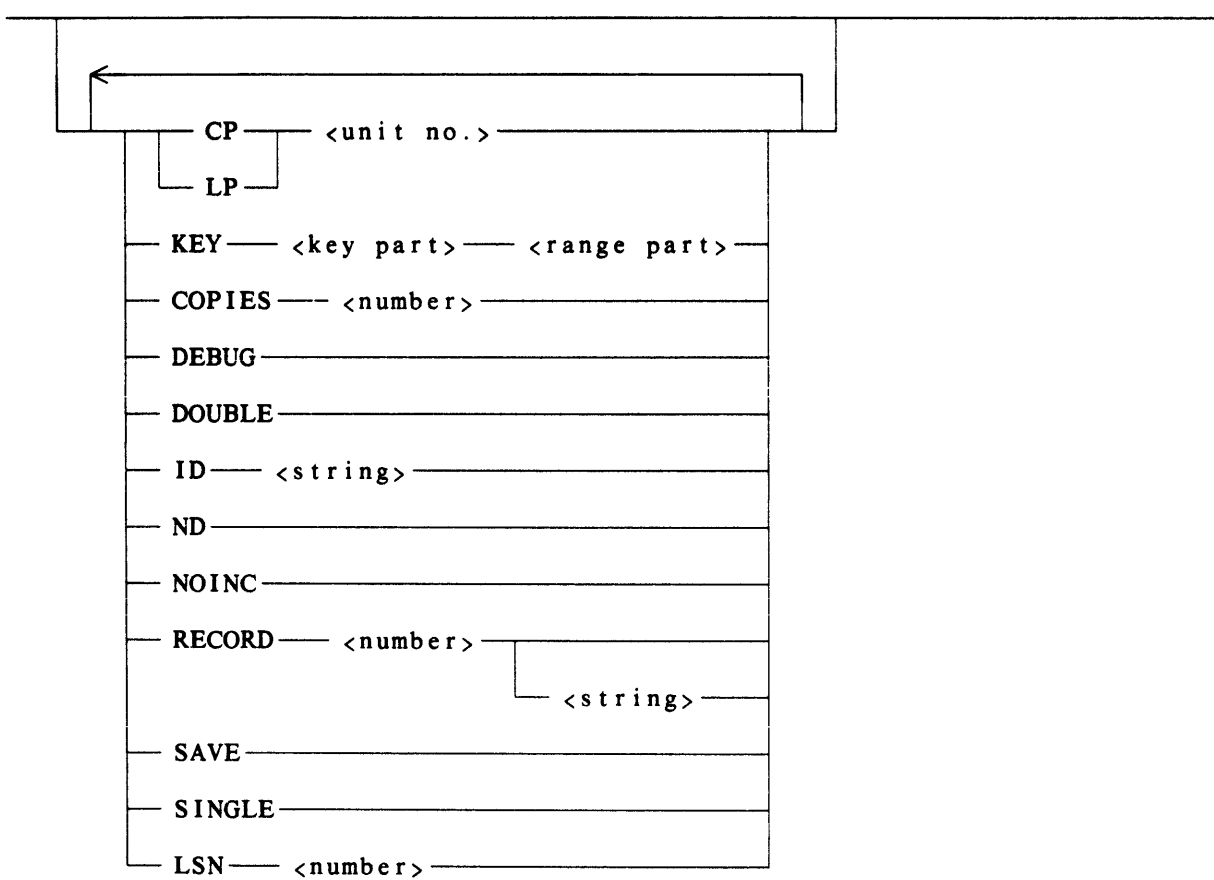 CP <unit no.>
LP
KEY <key part> <range part>
COPIES <number>
DEBUG
DOUBLE
ID <string>
ND
NOINC
RECORD <number>
<string>
SAVE
SINGLE
LSN <number>